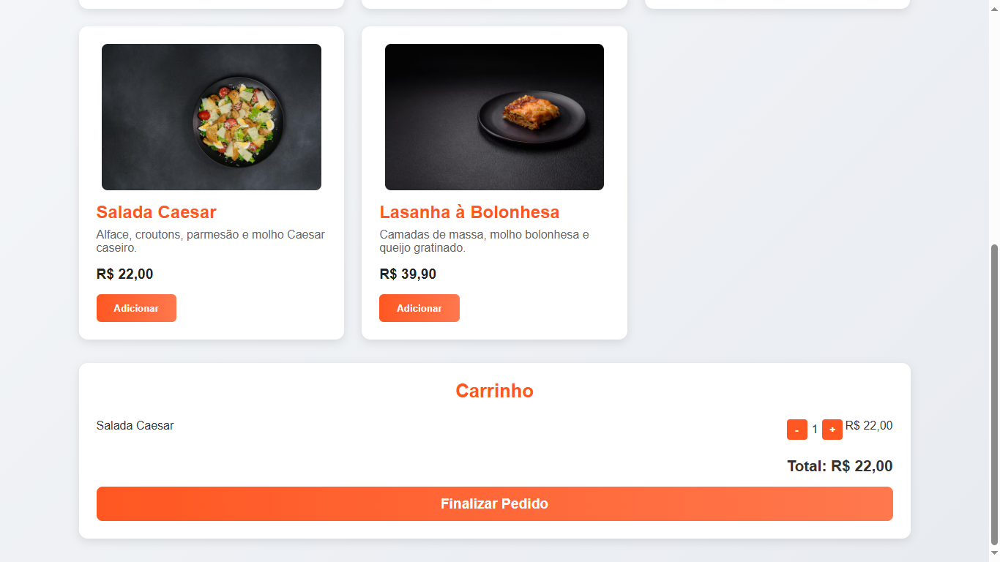 Salada Caesar
Alface, croutons, parmesão e molho Caesar
caseiro.
R$ 22,00
Adicionar
Lasanha à Bolonhesa
Camadas de massa, molho bolonhesa e
queijo gratinado.
R$ 39,90
Adicionar
Carrinho
Salada Caesar - 1 + R$ 22,00
Total: R$ 22,00
Finalizar Pedido